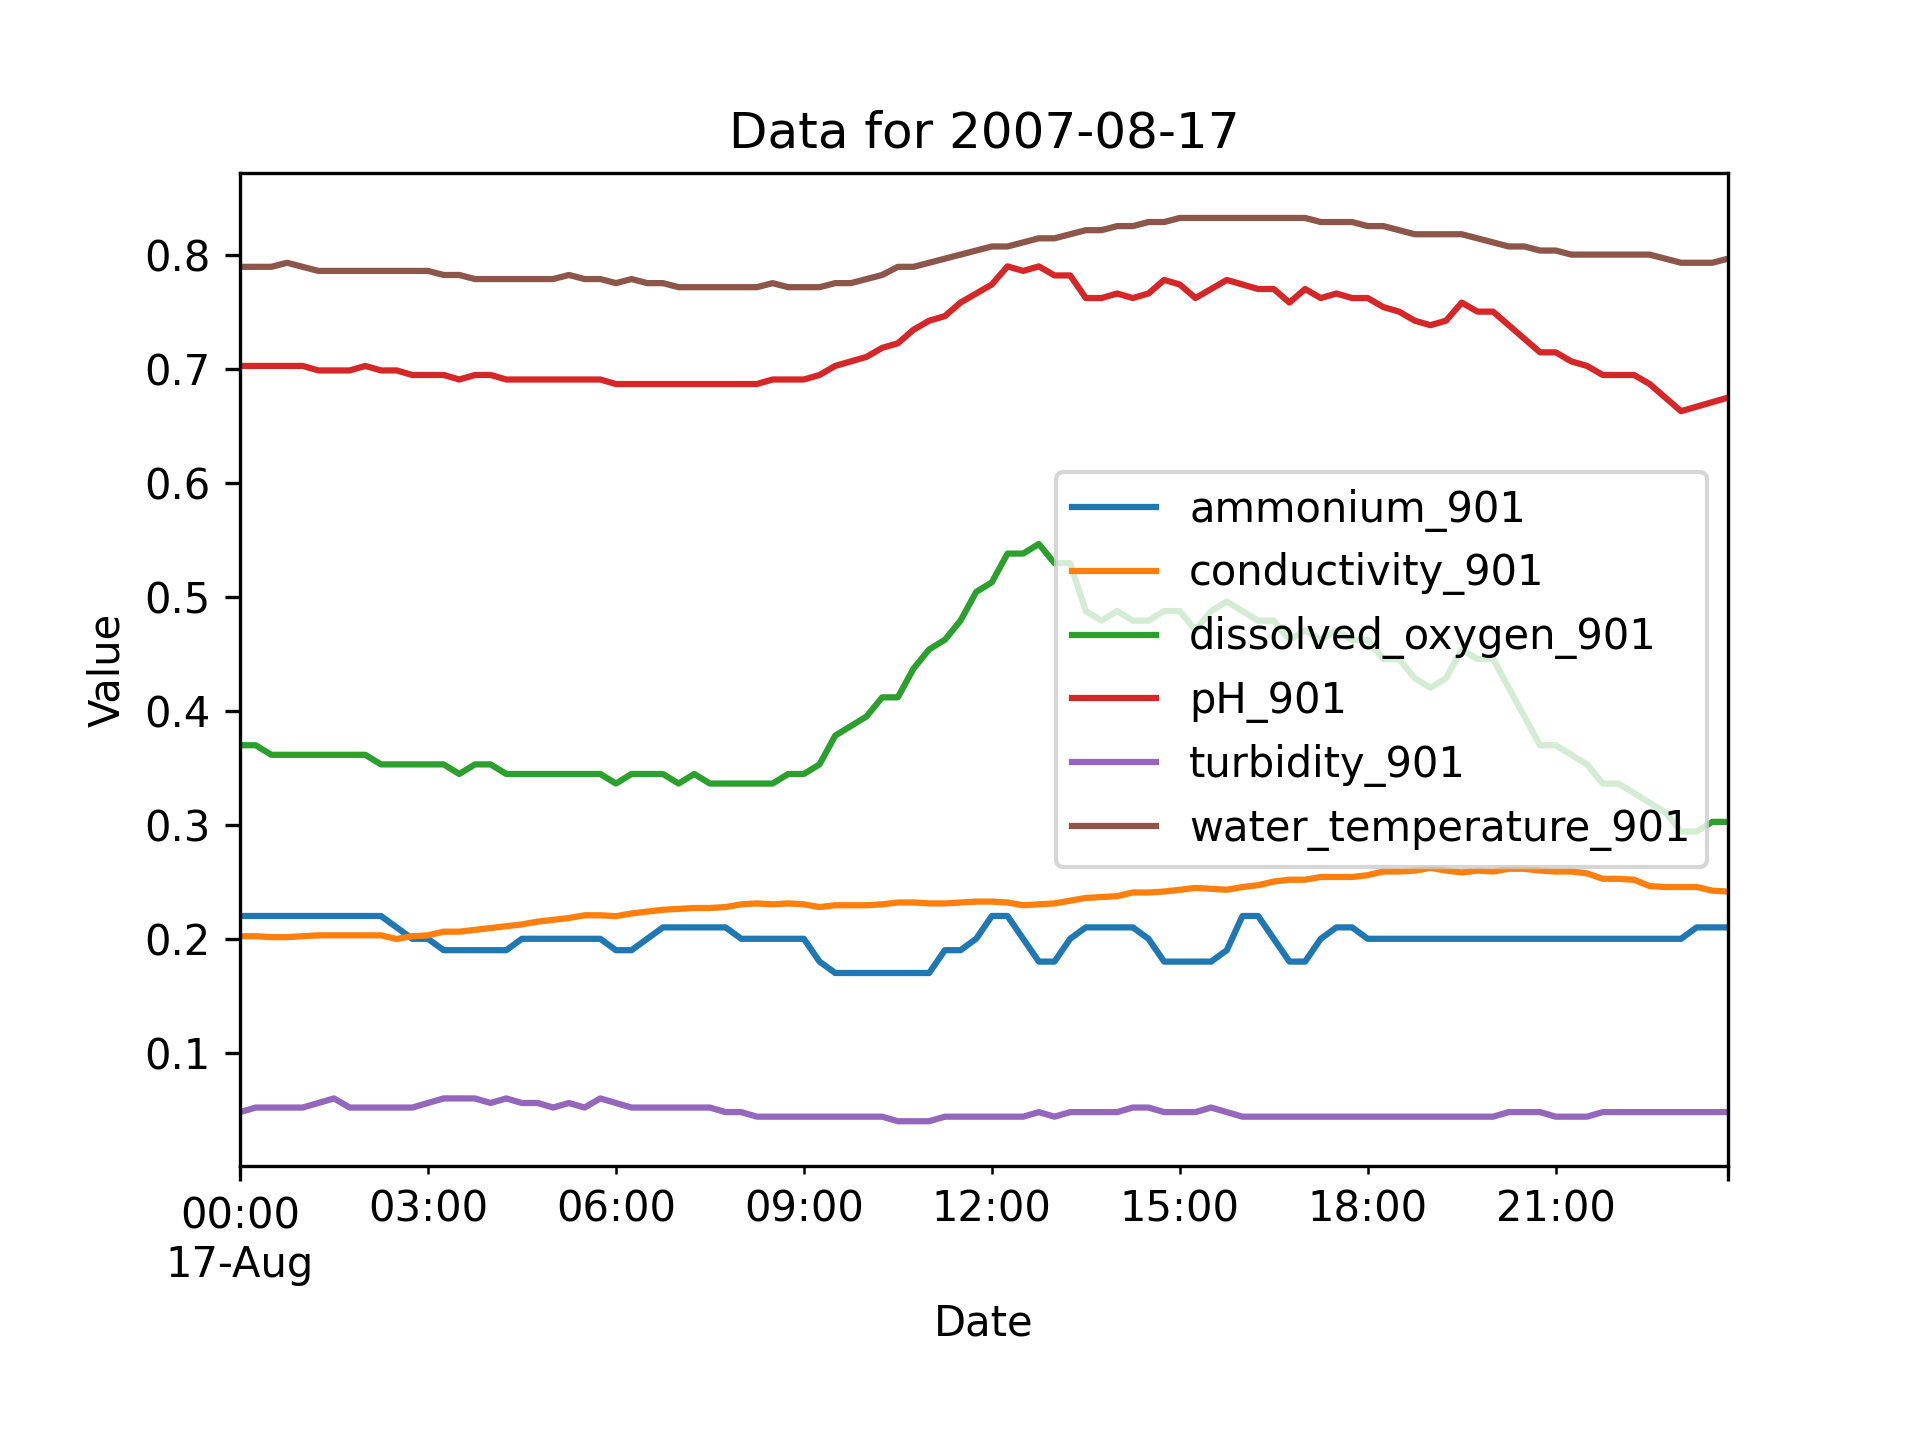 Data for 2007-08-17
Value
0.8
0.7
0.6
0.5
0.4
0.3
0.2
0.1
ammonium_901
conductivity_901
dissolved_oxygen_901
pH_901
turbidity_901
water_temperature_901
00:00 03:00 06:00 09:00 12:00 15:00 18:00 21:00
17-Aug
Date